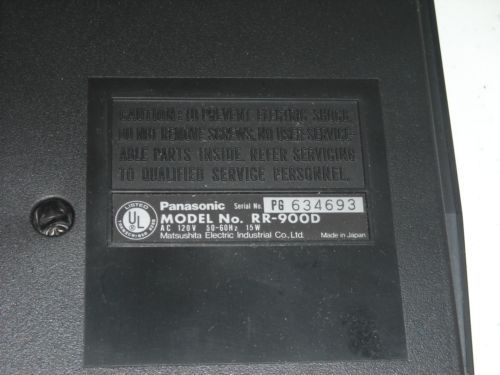 CAUTION: TO PREVENT ELECTRIC SHOCK
DO NOT REMOVE SCREWS. NO USER-SERVICE-
ABLE PARTS INSIDE. REFER SERVICING
TO QUALIFIED SERVICE PERSONNEL.
LISTED
UL
Panasonic Serial No. PG 634693
MODEL No. RR-900D
AC 120V 50-60Hz 15W
Matsushita Electric Industrial Co., Ltd. Made in Japan